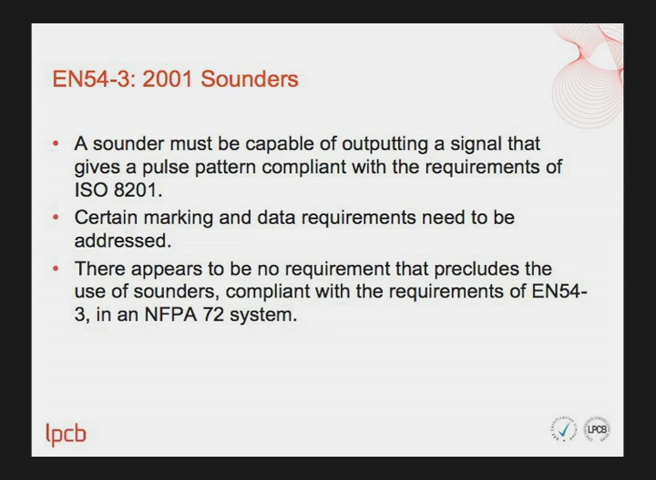 EN54-3: 2001 Sounders
• A sounder must be capable of outputting a signal that
gives a pulse pattern compliant with the requirements of
ISO 8201.
• Certain marking and data requirements need to be
addressed.
• There appears to be no requirement that precludes the
use of sounders, compliant with the requirements of EN54-
3, in an NFPA 72 system.
lpcb
LPCB